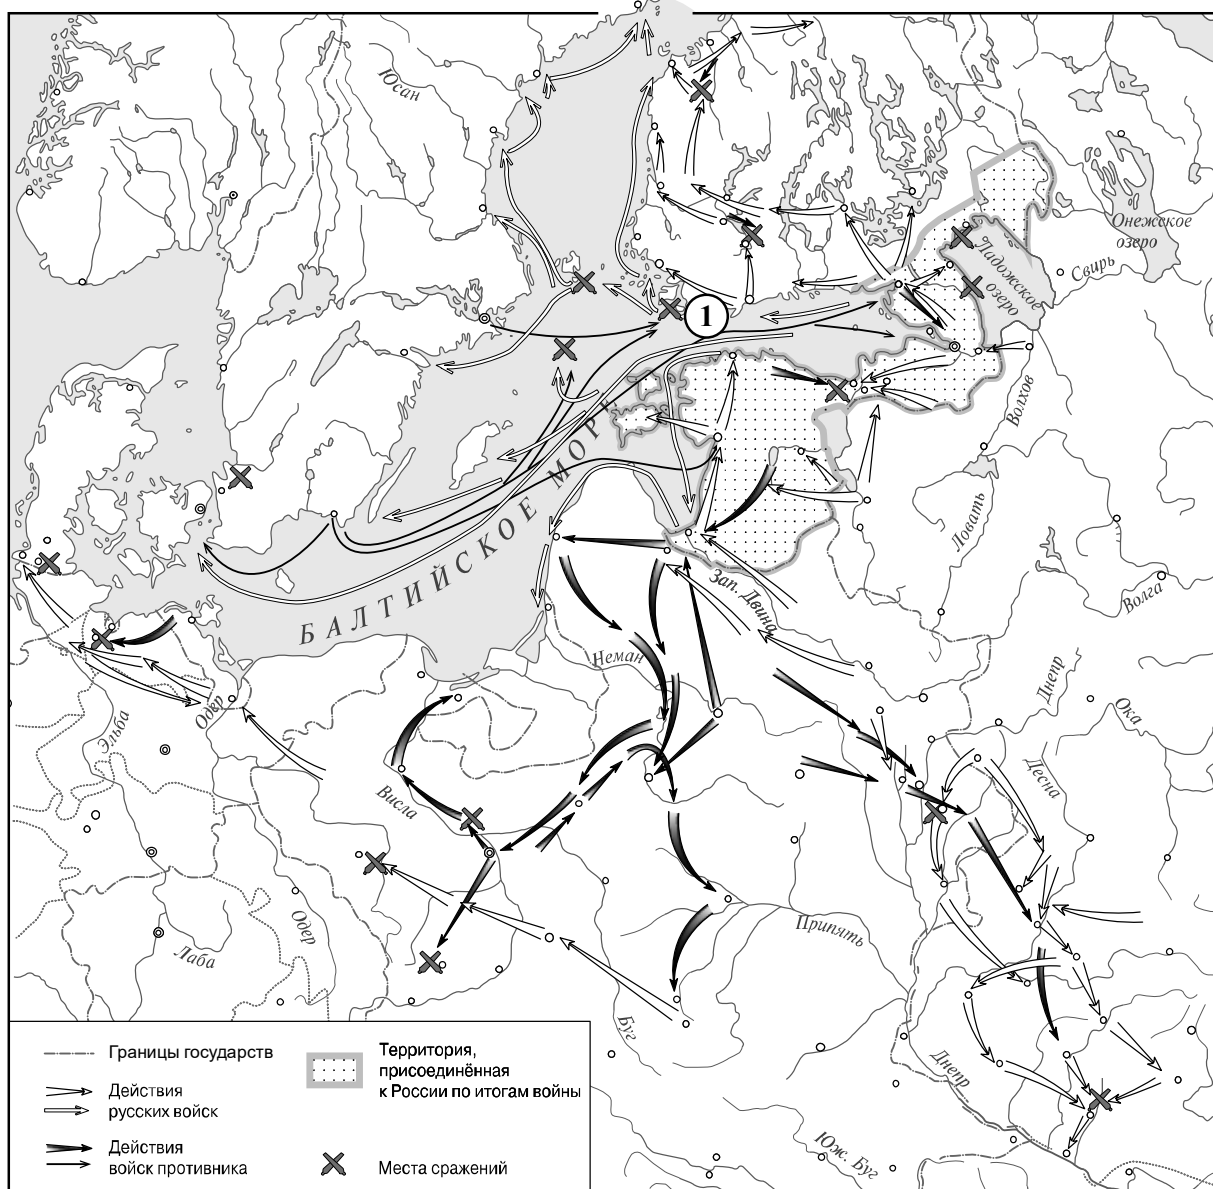 Юсан
Онежское
озеро
Ладожское
озеро
Свирь
1
Волхов
БАЛТИЙСКОЕ МОРЕ
Ловать
Зап. Двина
Волга
Неман
Днепр
Ока
Одер
Эльба
Десна
Висла
Одер
Лаба
Припять
Буг
Днепр
Юж. Буг
Границы государств
Действия
русских войск
Действия
войск противника
Территория,
присоединённая
к России по итогам войны
Места сражений